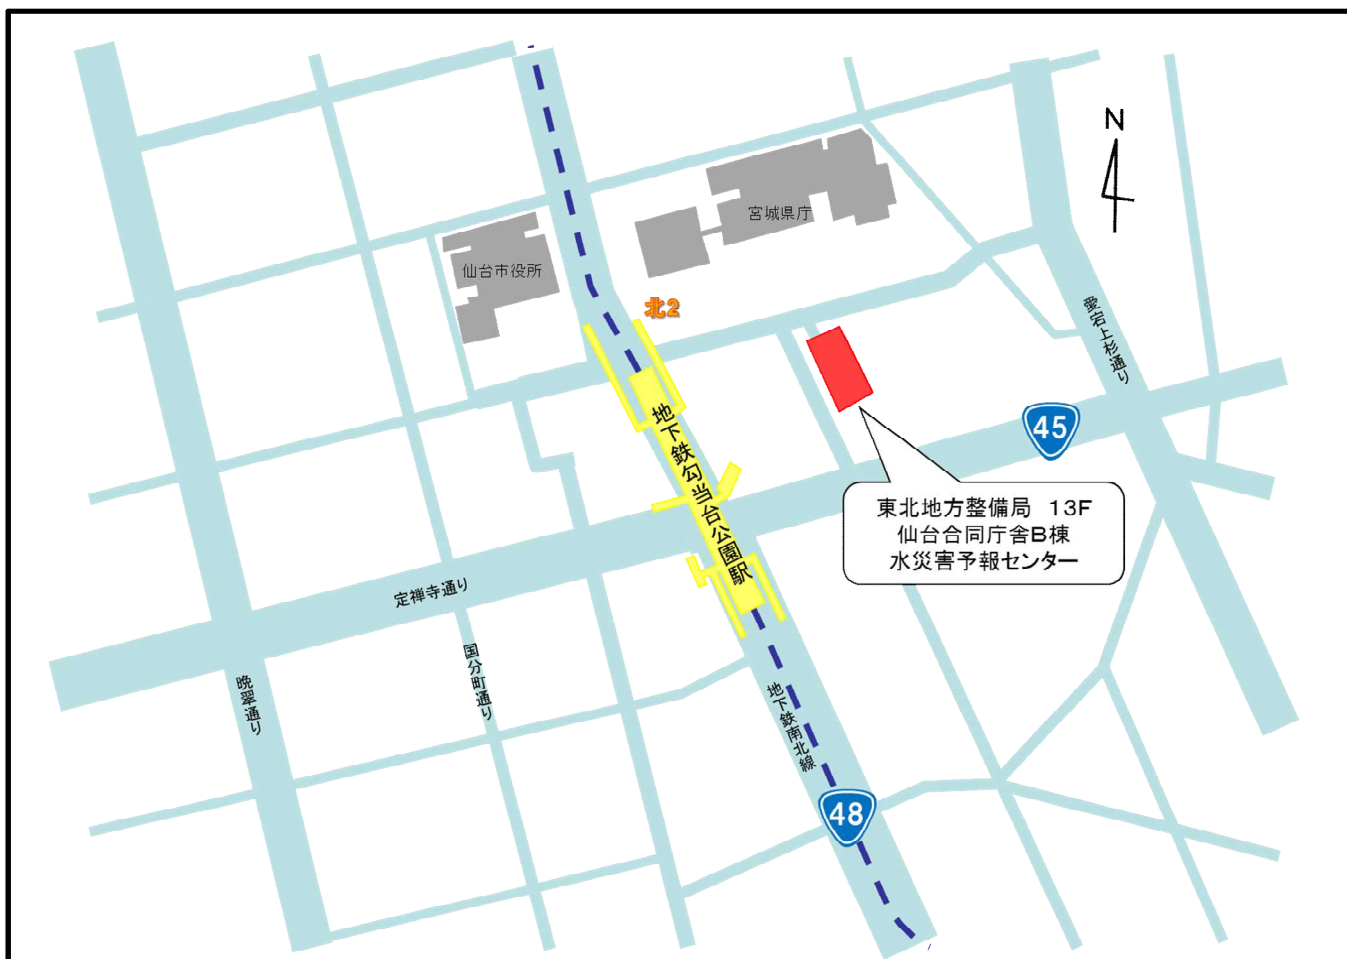 N
宮城県庁
仙台市役所
北2
愛宕上杉通り
地下鉄勾当台公園駅
45
東北地方整備局 13F
仙台合同庁舎B棟
水災害予報センター
定禅寺通り
国分町通り
晩翠通り
地下鉄南北線
48